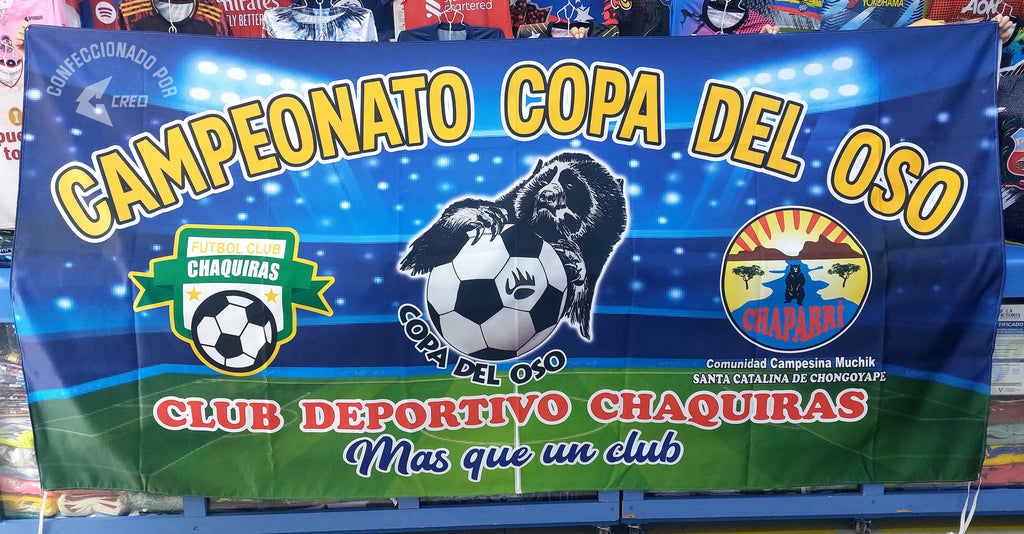 CONFECCIONADO POR
CREO
CAMPEONATO COPA DEL OSO
FUTBOL CLUB
CHAQUIRAS
COPA DEL OSO
CHAPARRÍ
Comunidad Campesina Muchik
SANTA CATALINA DE CHONGOYAPE
CLUB DEPORTIVO CHAQUIRAS
Mas que un club